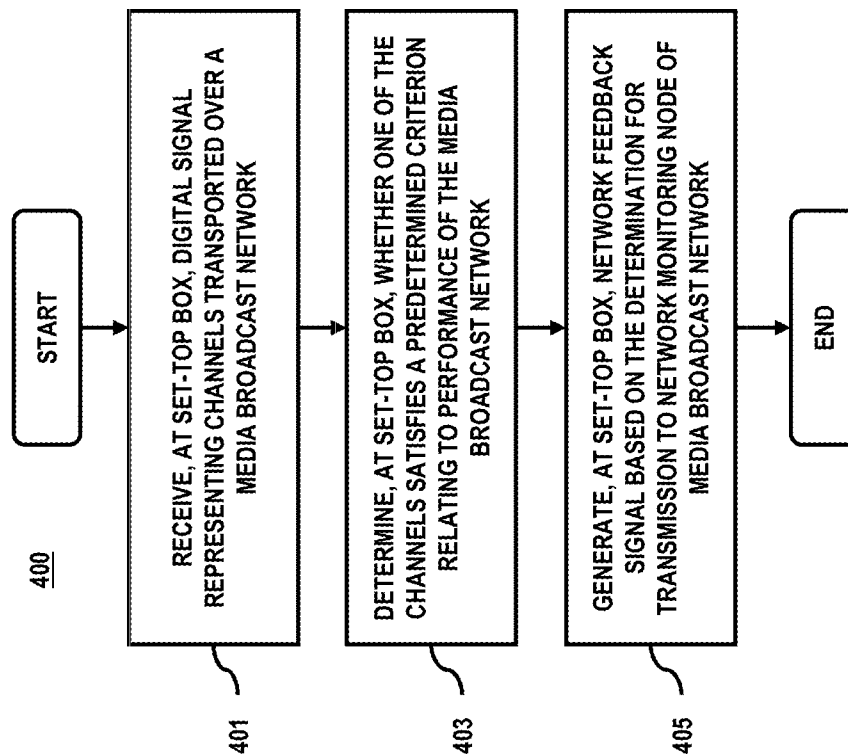 400
START
401
RECEIVE, AT SET-TOP BOX, DIGITAL SIGNAL
REPRESENTING CHANNELS TRANSPORTED OVER A
MEDIA BROADCAST NETWORK
403
DETERMINE, AT SET-TOP BOX, WHETHER ONE OF THE
CHANNELS SATISFIES A PREDETERMINED CRITERION
RELATING TO PERFORMANCE OF THE MEDIA
BROADCAST NETWORK
405
GENERATE, AT SET-TOP BOX, NETWORK FEEDBACK
SIGNAL BASED ON THE DETERMINATION FOR
TRANSMISSION TO NETWORK MONITORING NODE OF
MEDIA BROADCAST NETWORK
END